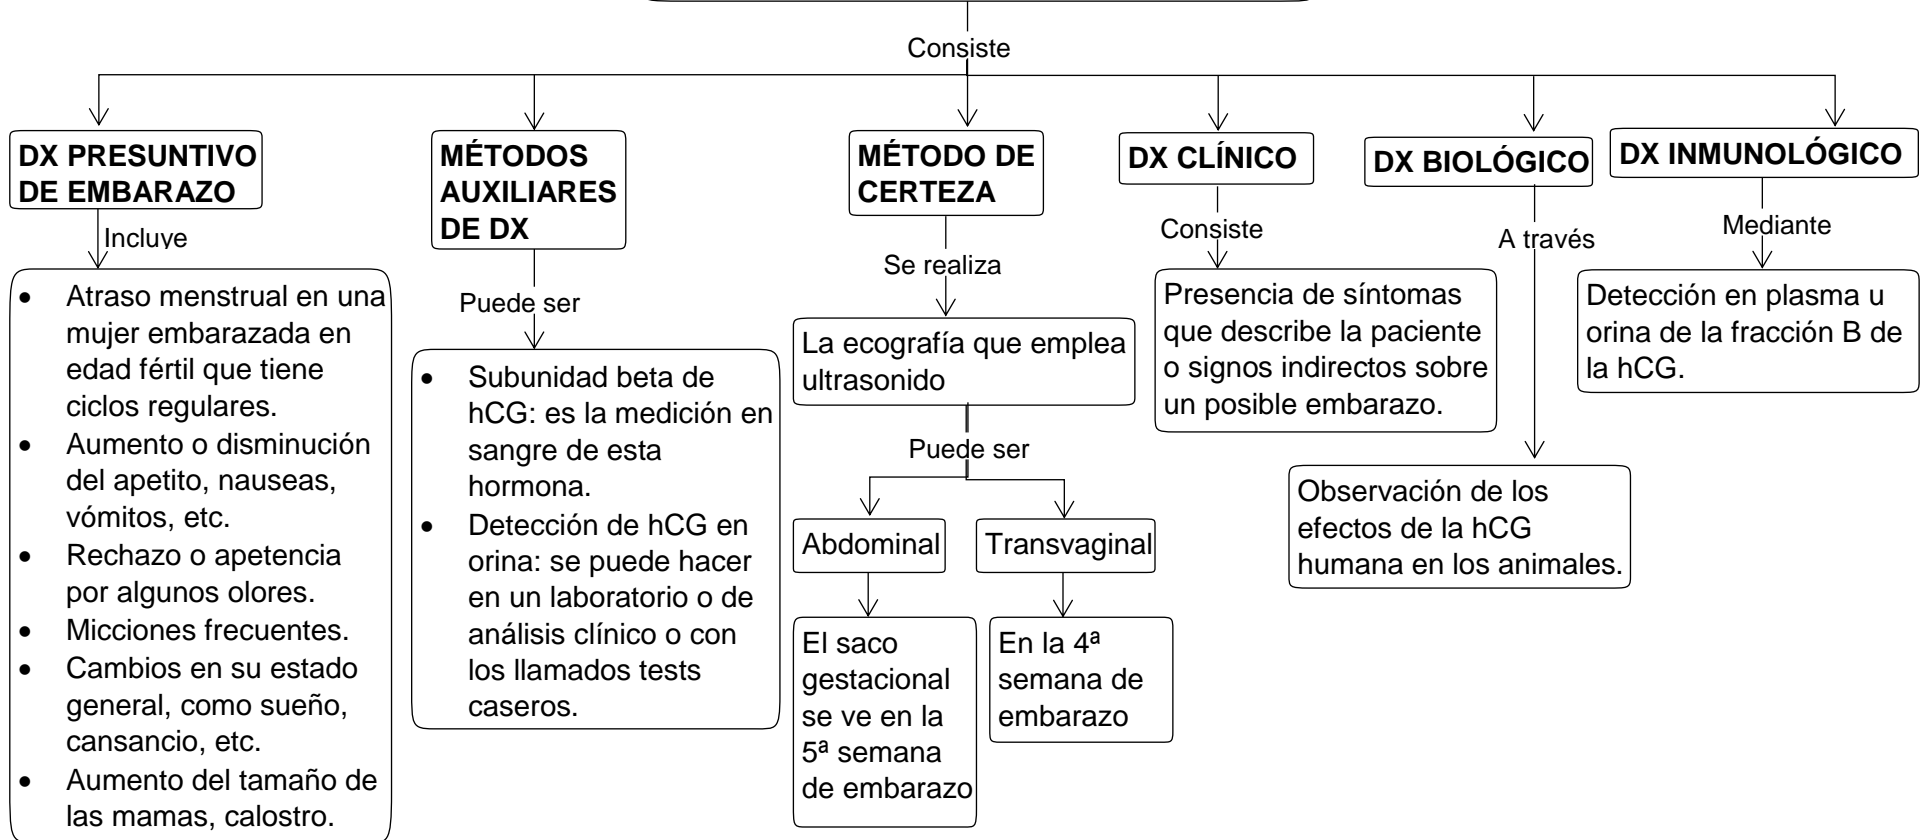 Consiste
DX PRESUNTIVO
DE EMBARAZO
Incluye
• Atraso menstrual en una
mujer embarazada en
edad fértil que tiene
ciclos regulares.
• Aumento o disminución
del apetito, nauseas,
vómitos, etc.
• Rechazo o apetencia
por algunos olores.
• Micciones frecuentes.
• Cambios en su estado
general, como sueño,
cansancio, etc.
• Aumento del tamaño de
las mamas, calostro.
MÉTODOS
AUXILIARES
DE DX
Puede ser
• Subunidad beta de
hCG: es la medición en
sangre de esta
hormona.
• Detección de hCG en
orina: se puede hacer
en un laboratorio o de
análisis clínico o con
los llamados tests
caseros.
MÉTODO DE
CERTEZA
Se realiza
La ecografía que emplea
ultrasonido
Puede ser
Abdominal
El saco
gestacional
se ve en la
5ª semana
de embarazo
Transvaginal
En la 4ª
semana de
embarazo
DX CLÍNICO
Consiste
Presencia de síntomas
que describe la paciente
o signos indirectos sobre
un posible embarazo.
DX BIOLÓGICO
A través
Observación de los
efectos de la hCG
humana en los animales.
DX INMUNOLÓGICO
Mediante
Detección en plasma u
orina de la fracción B de
la hCG.